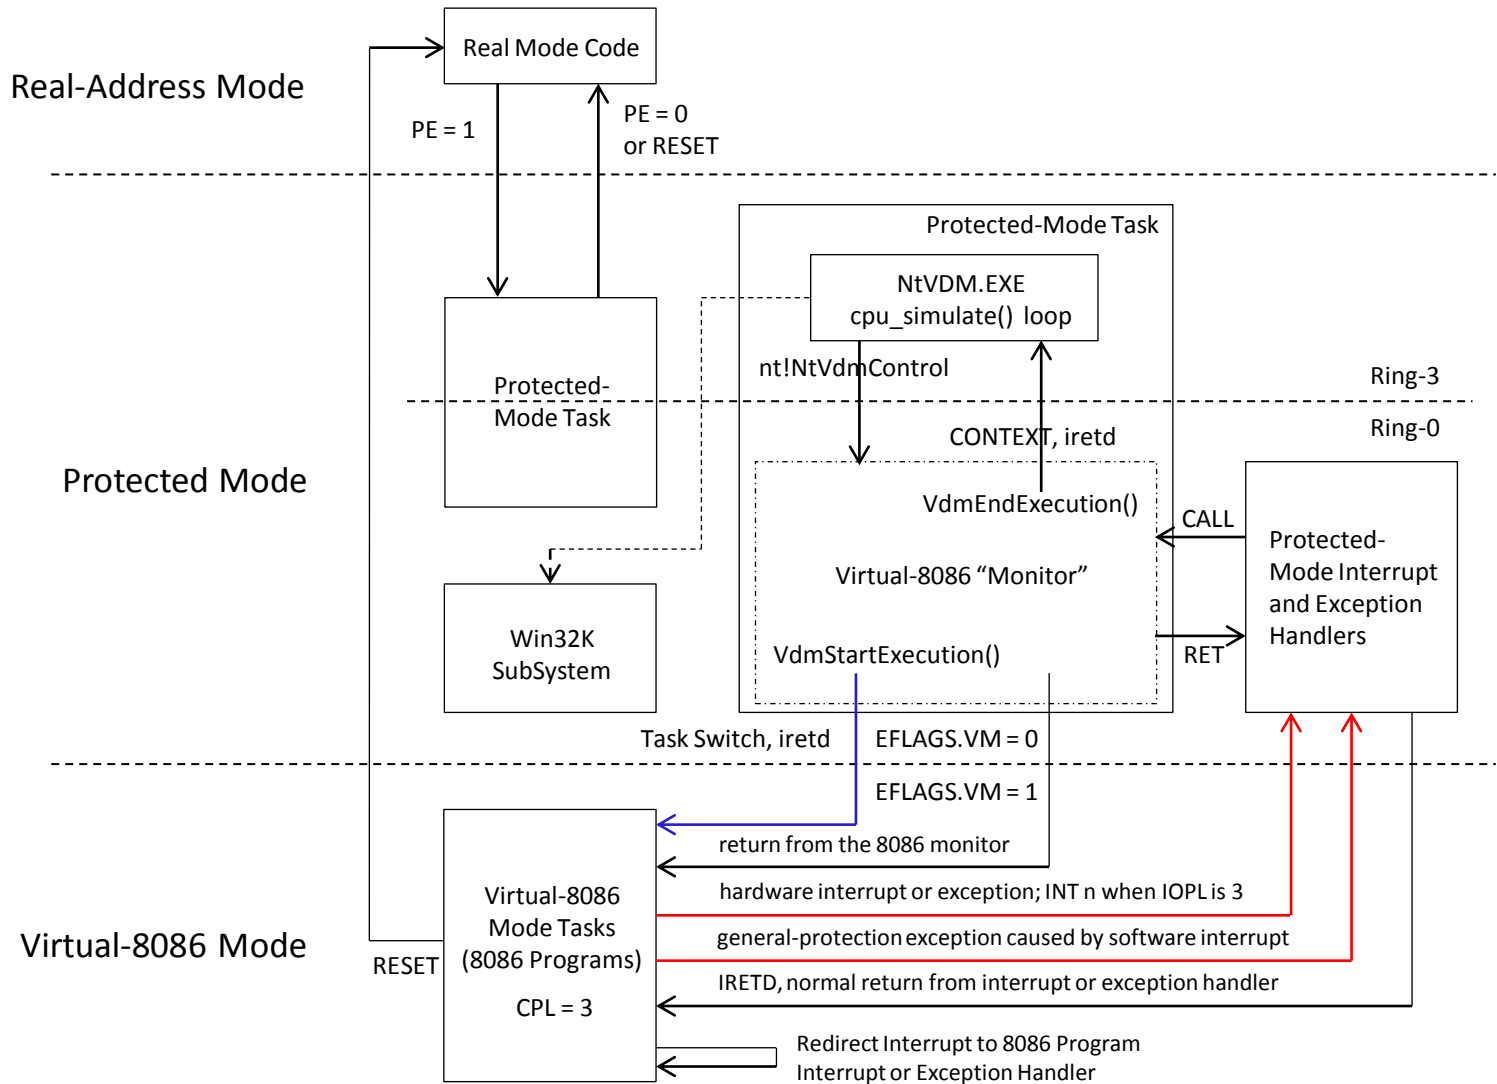 Real Mode Code
Real-Address Mode
PE = 1
PE = 0
or RESET
Protected-Mode Task
NtVDM.EXE
cpu_simulate() loop
nt!NtVdmControl
Protected-
Mode Task
Ring-3
Ring-0
CONTEXT, iretd
Protected Mode
VdmEndExecution()
CALL
Protected-
Mode Interrupt
and Exception
Handlers
Virtual-8086 “Monitor”
Win32K
SubSystem
VdmStartExecution()
RET
Task Switch, iretd
EFLAGS.VM = 0
EFLAGS.VM = 1
return from the 8086 monitor
Virtual-8086
Mode Tasks
(8086 Programs)
CPL = 3
hardware interrupt or exception; INT n when IOPL is 3
general-protection exception caused by software interrupt
Virtual-8086 Mode
RESET
IRETD, normal return from interrupt or exception handler
Redirect Interrupt to 8086 Program
Interrupt or Exception Handler